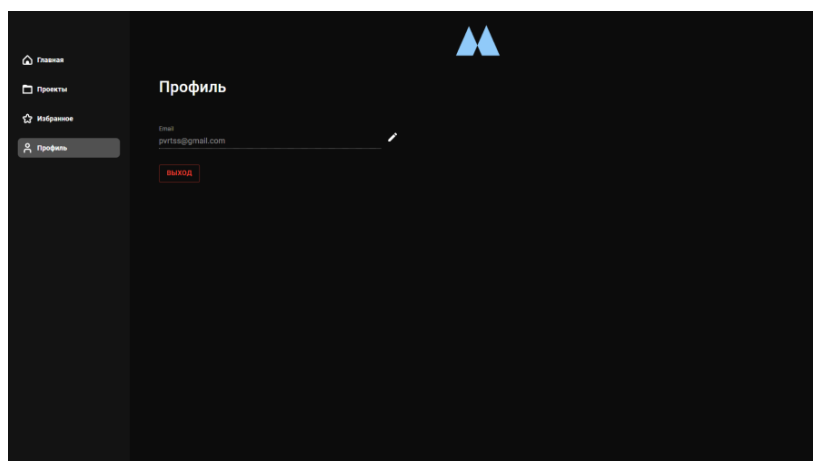 Главная
Проекты
Избранное
Профиль
Профиль
Email
pvrtss@gmail.com
ВЫХОД